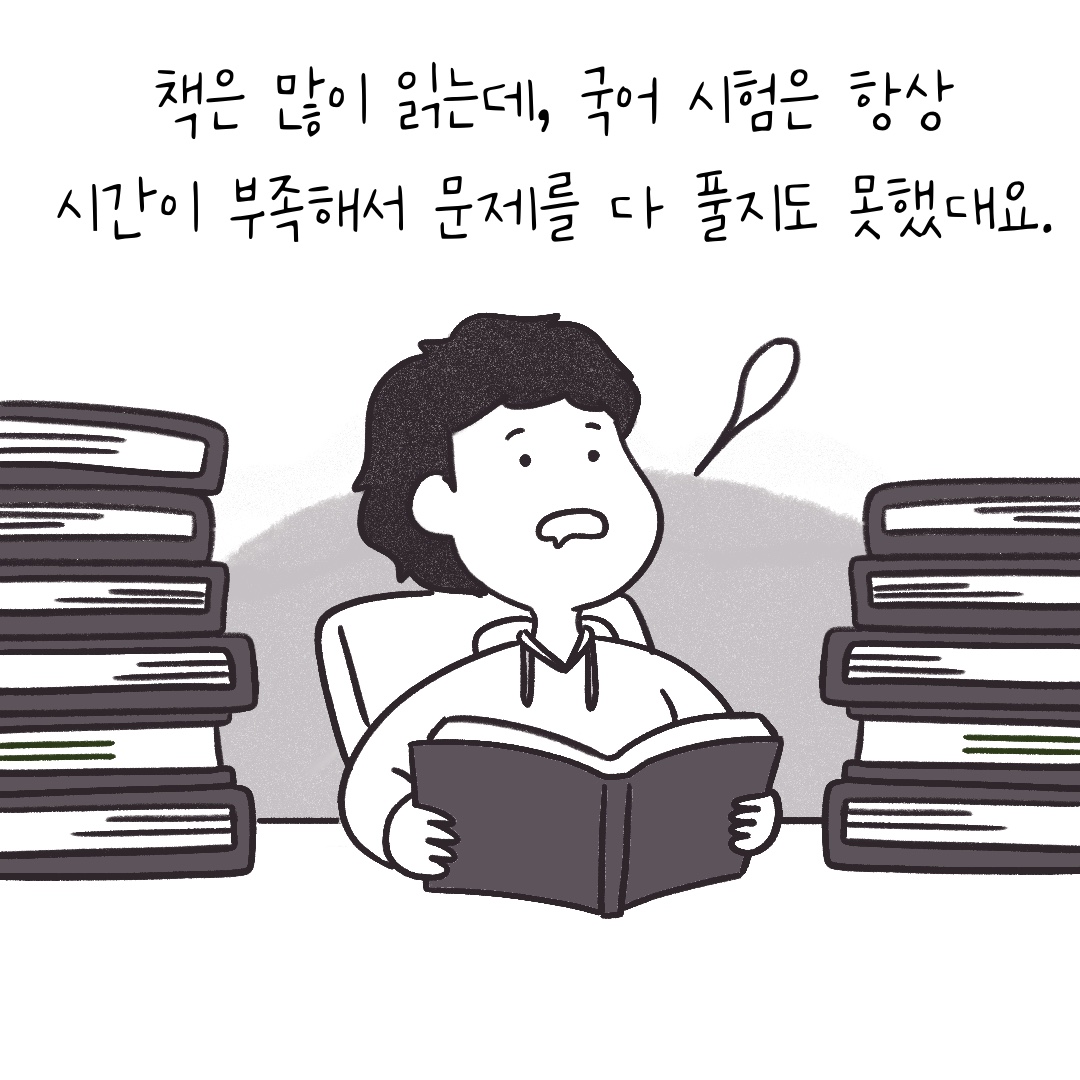 책은 많이 읽는데, 국어 시험은 항상
시간이 부족해서 문제를 다 풀지도 못했대요.